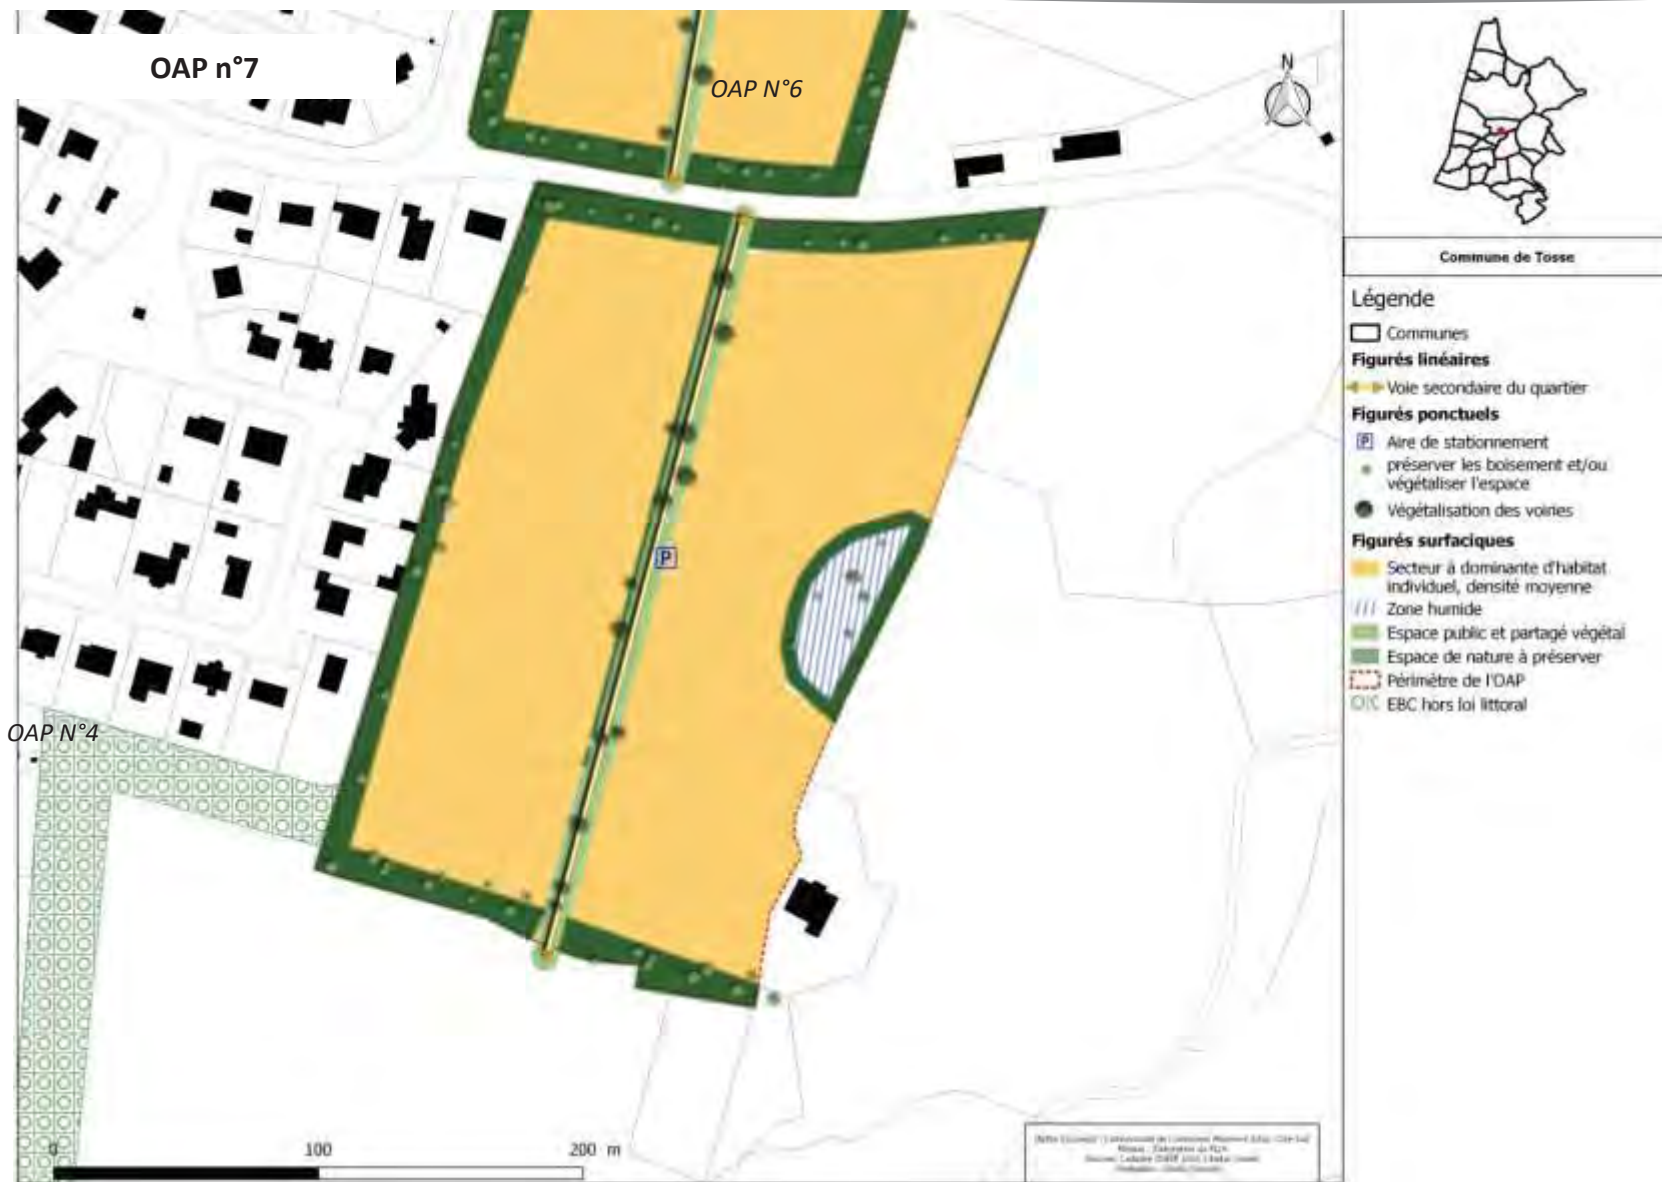 OAP n°7
OAP N°6
N
P
OAP N°4
0
100
200 m
Commune de Tosse
Légende
Communes
Figurés linéaires
Voie secondaire du quartier
Figurés ponctuels
P Aire de stationnement
préserver les boisement et/ou
végétaliser l'espace
Végétalisation des voiries
Figurés surfaciques
Secteur à dominante d'habitat
individuel, densité moyenne
Zone humide
Espace public et partagé végétal
Espace de nature à préserver
Périmètre de l'OAP
EBC hors loi littoral